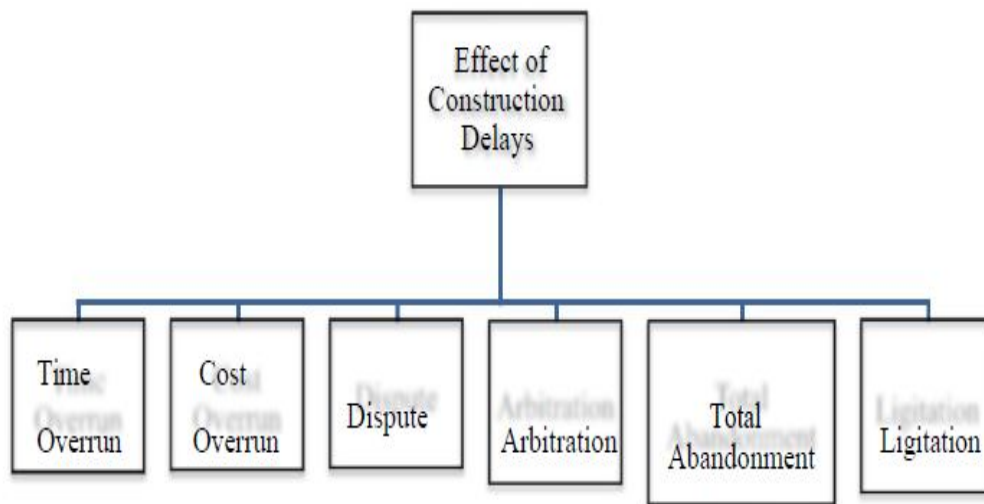 Effect of
Construction
Delays
Time
Overrun
Cost
Overrun
Dispute
Arbitration
Total
Abandonment
Ligitation